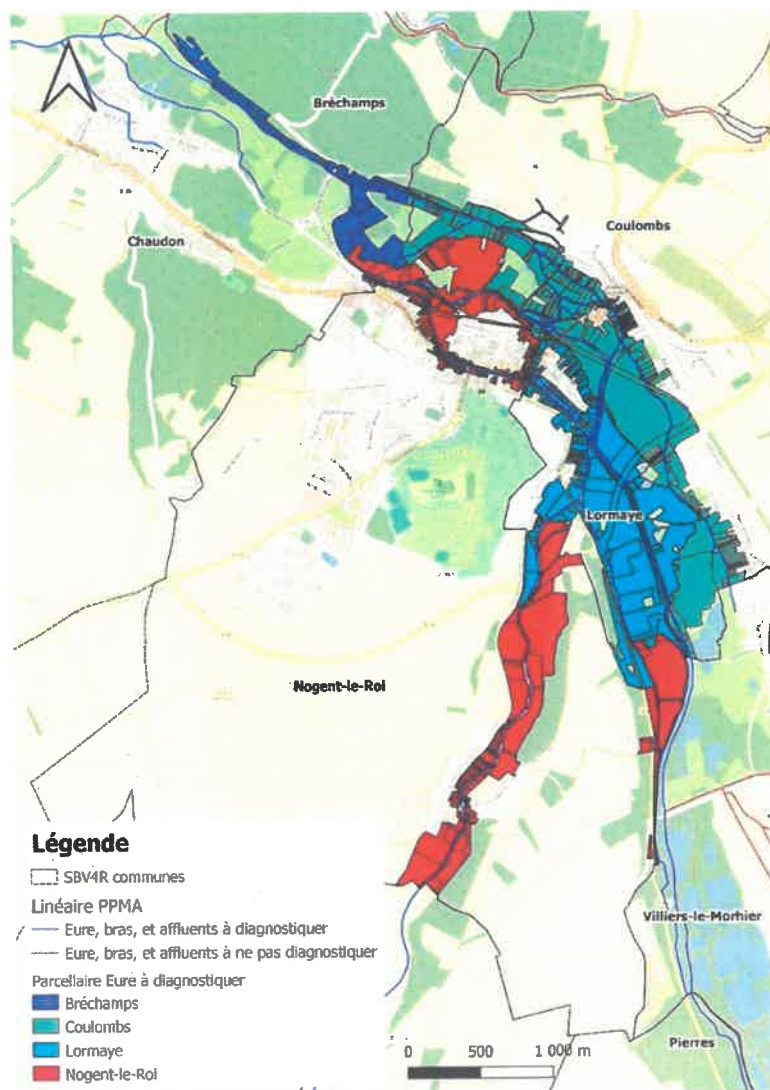 Bréchamps
Coulombs
Chaudon
Lormaye
Nogent-le-Roi
Légende
SBV4R communes
Linéaire PPMA
Eure, bras, et affluents à diagnostiquer
Eure, bras, et affluents à ne pas diagnostiquer
Parcellaire Eure à diagnostiquer
Bréchamps
Coulombs
Lormaye
Nogent-le-Roi
Villiers-le-Morhier
Pierres
0 500 1 000 m